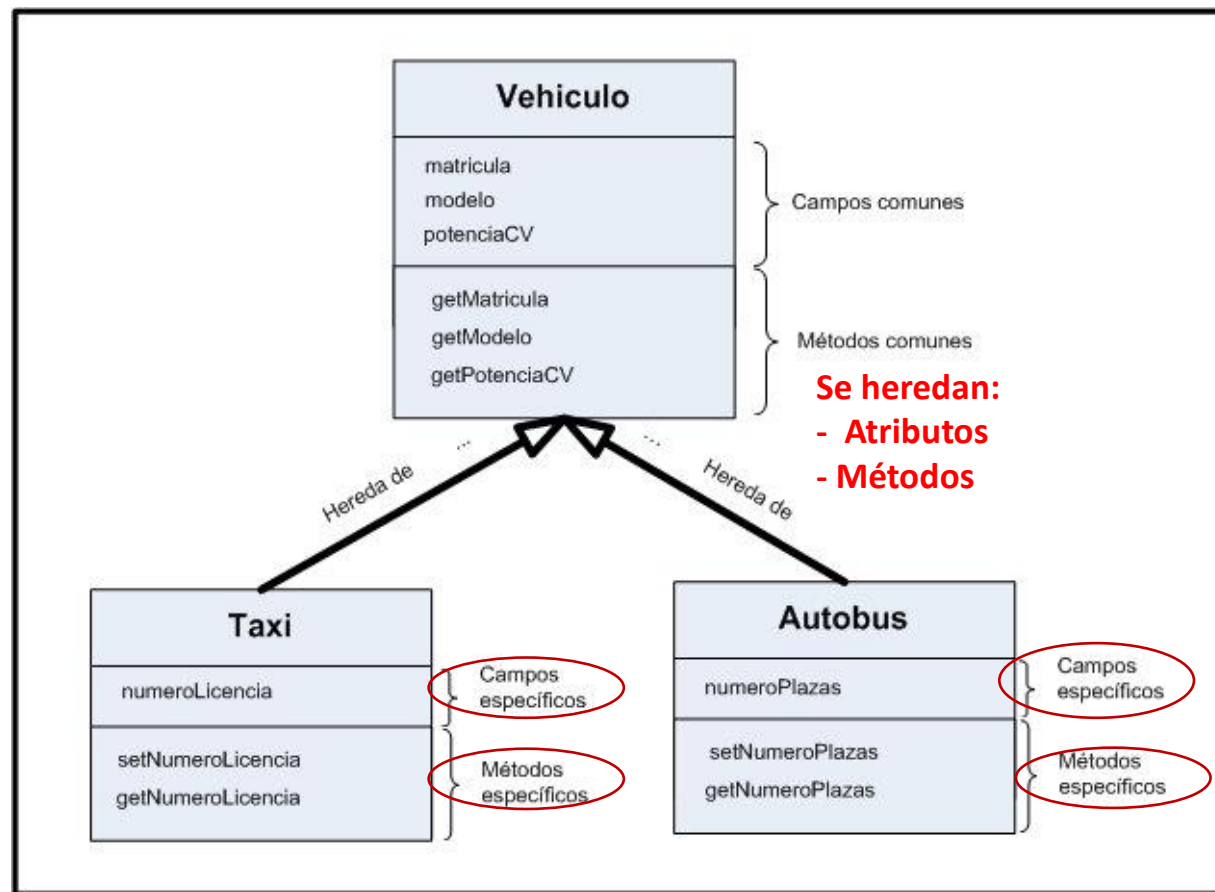 Vehiculo
matricula
modelo
potenciaCV
Campos comunes
getMatricula
getModelo
getPotenciaCV
Métodos comunes
Se heredan:
- Atributos
- Métodos
...
Hereda de
...
Hereda de
Taxi
numeroLicencia
Campos
específicos
setNumeroLicencia
getNumeroLicencia
Métodos
específicos
Autobus
numeroPlazas
Campos
específicos
setNumeroPlazas
getNumeroPlazas
Métodos
específicos